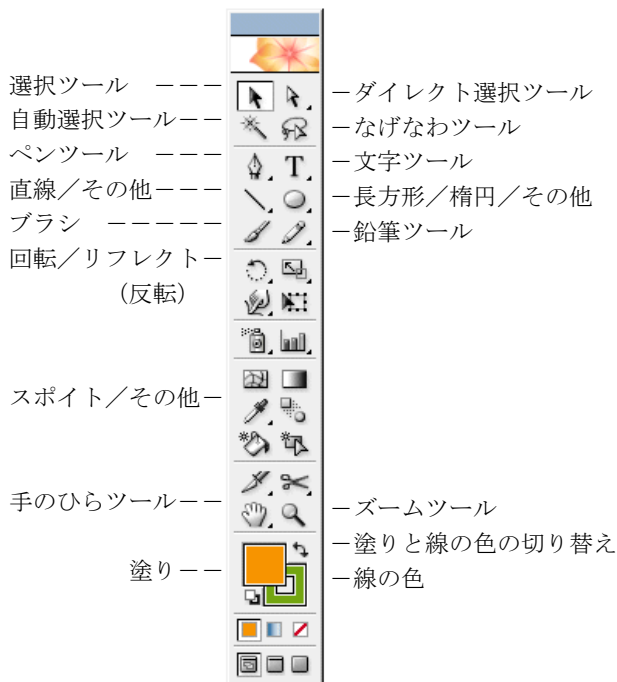 選択ツール －－－
－ダイレクト選択ツール
自動選択ツール－－
－なげなわツール
ペンツール －－－
－文字ツール
直線／その他－－－
－長方形／楕円／その他
ブラシ －－－－－
－鉛筆ツール
回転／リフレクト－
（反転）
スポイト／その他－
手のひらツール－－
－ズームツール
－塗りと線の色の切り替え
塗り－－
－線の色